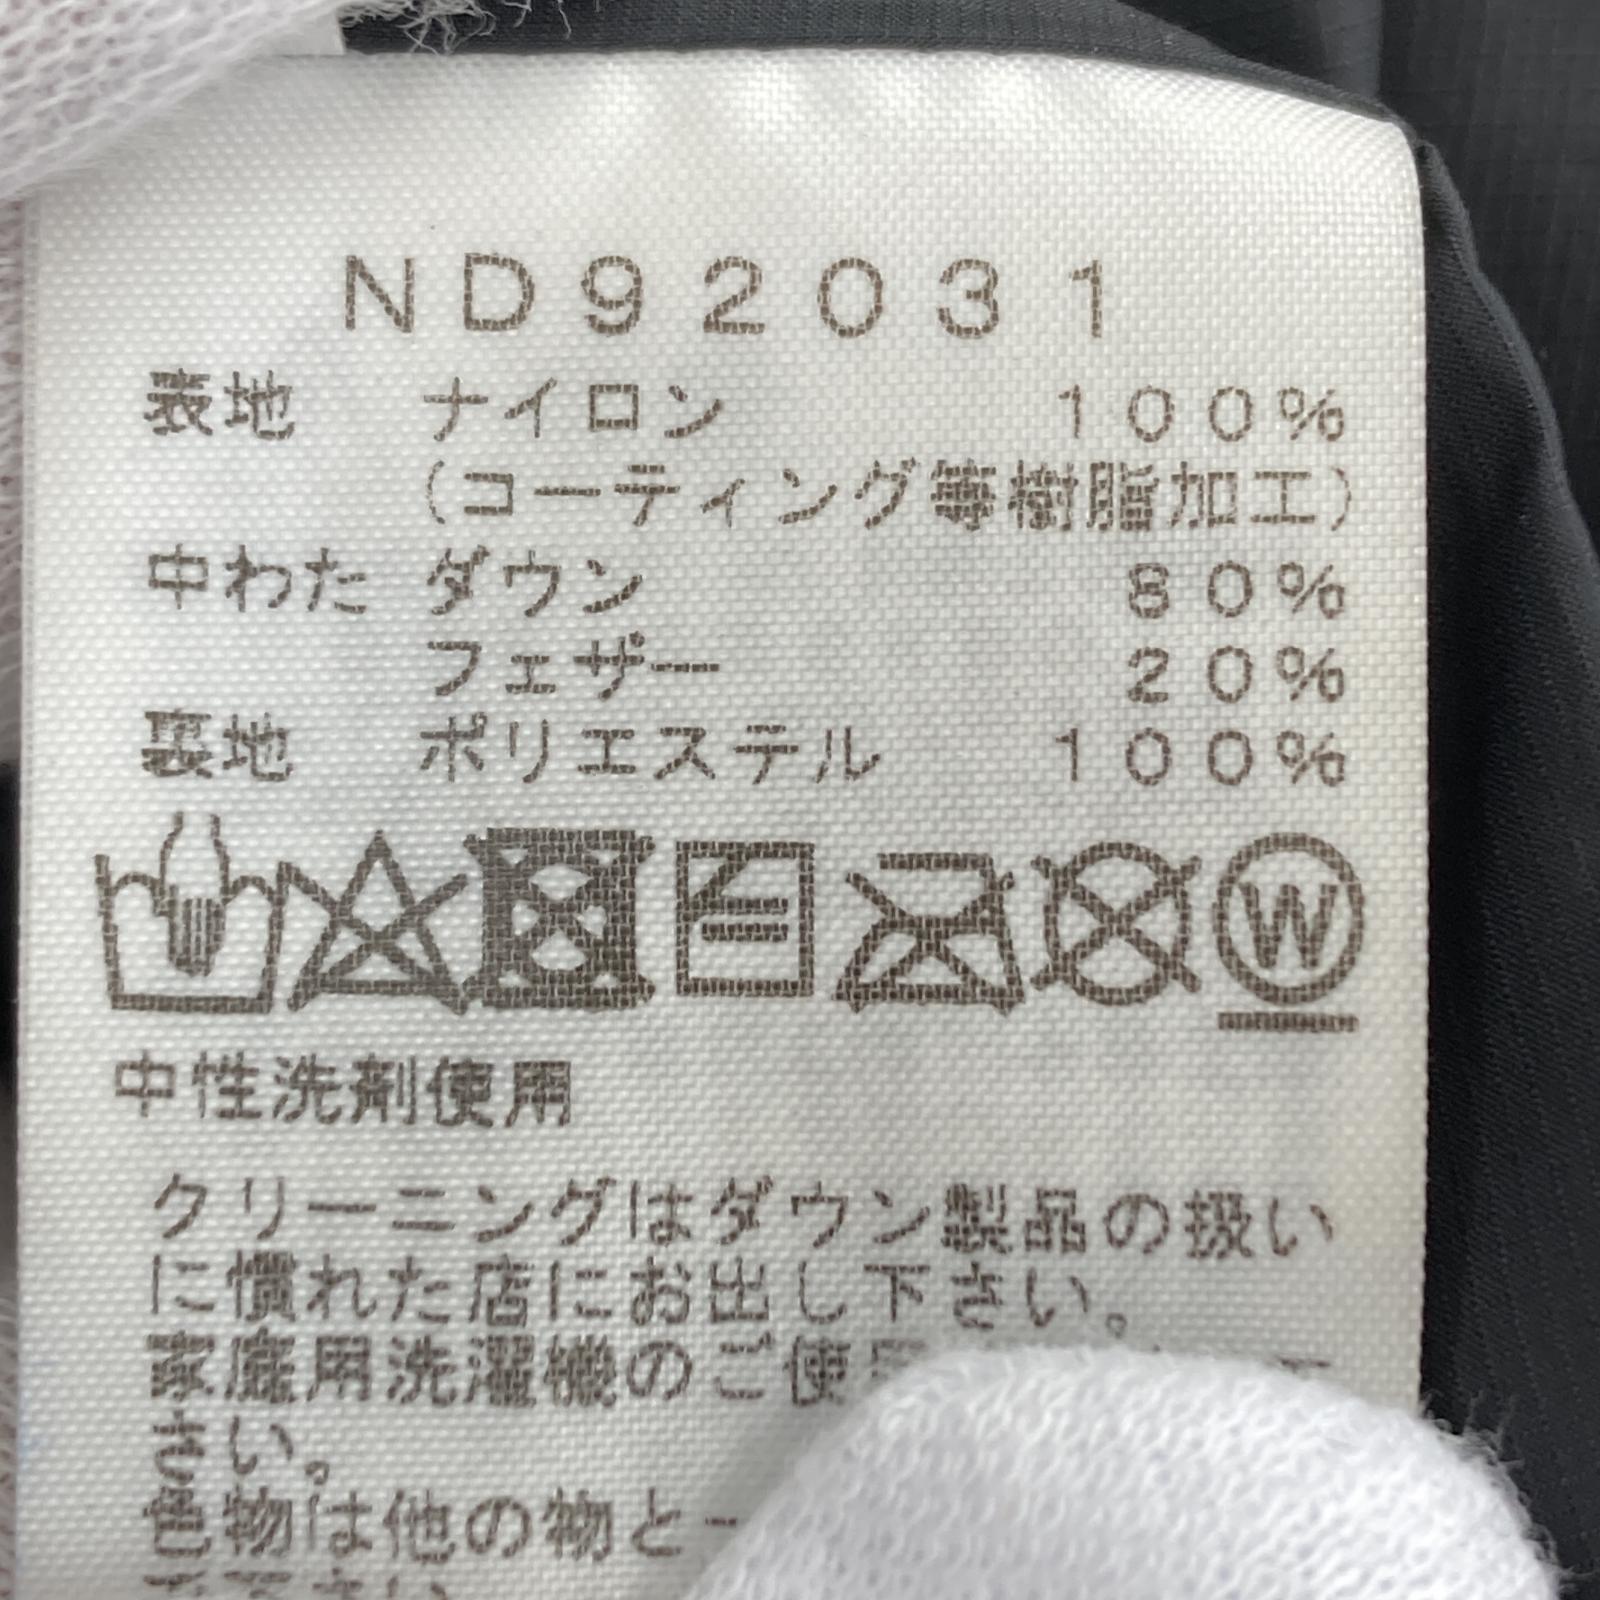 ND92031
表地 ナイロン 100%
(コーティング等樹脂加工)
中わた ダウン 80%
フェザー 20%
裏地 ポリエステル 100%
W
中性洗剤使用
クリーニングはダウン製品の扱い
に慣れた店にお出し下さい。
家庭用洗濯機のご使
さい。
色物は他の物と